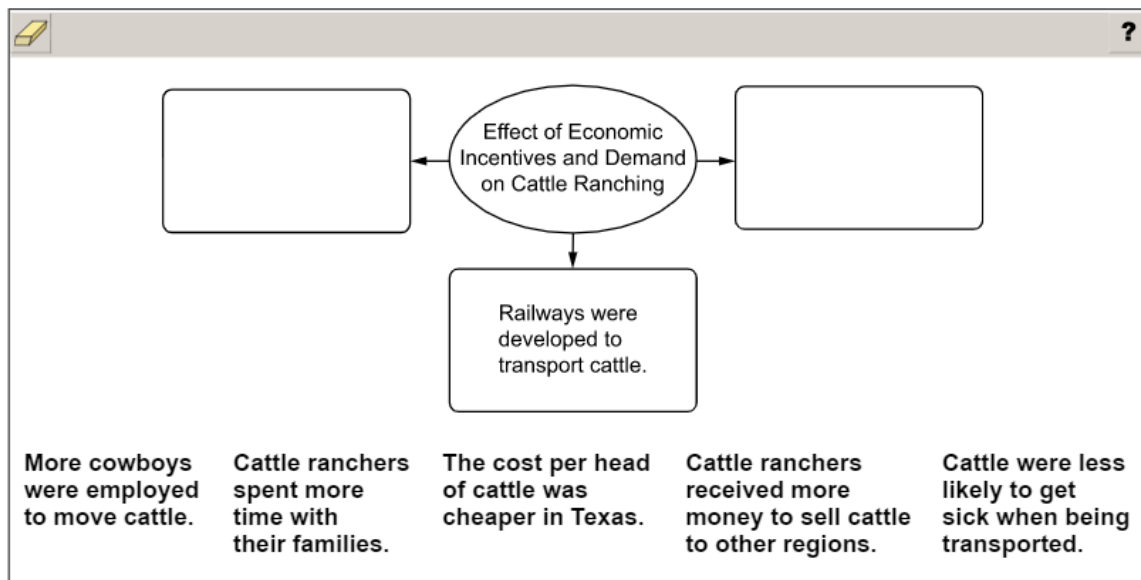 ?
Effect of Economic
Incentives and Demand
on Cattle Ranching
Railways were
developed to
transport cattle.
More cowboys
were employed
to move cattle.
Cattle ranchers
spent more
time with
their families.
The cost per head
of cattle was
cheaper in Texas.
Cattle ranchers
received more
money to sell cattle
to other regions.
Cattle were less
likely to get
sick when being
transported.